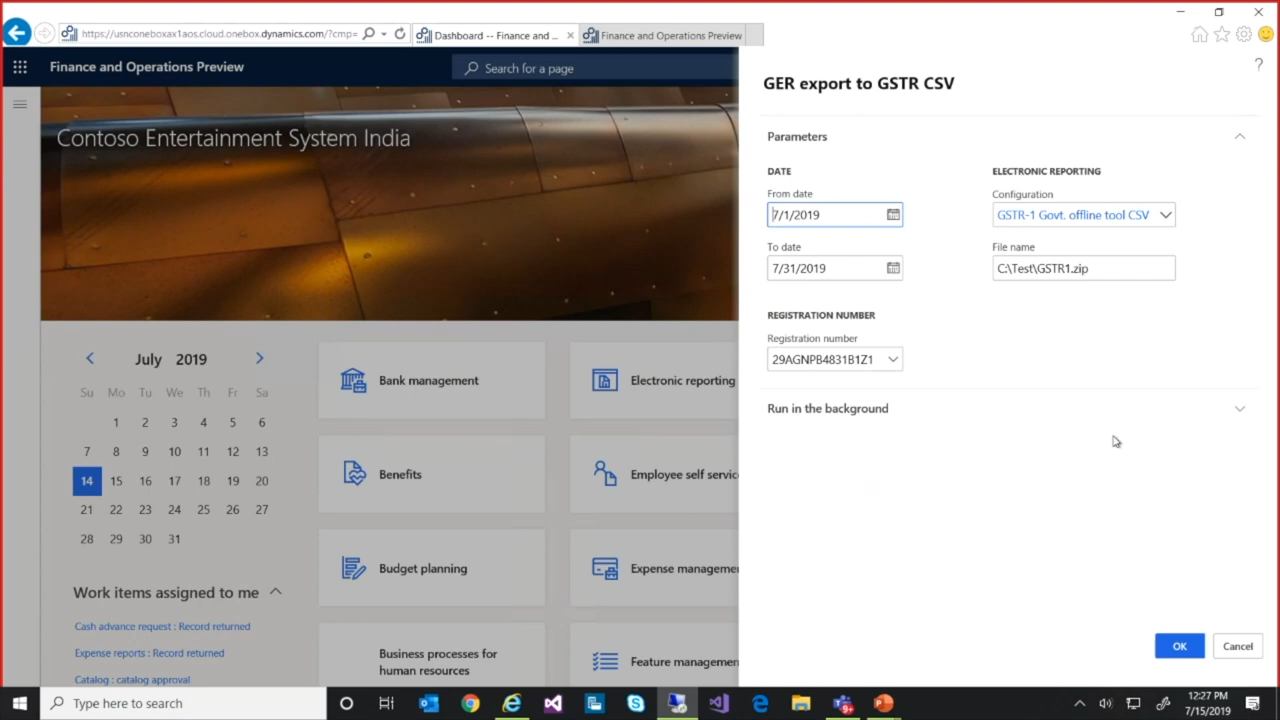 https://usnconeboxax1aos.cloud.onebox.dynamics.com/?cmp=
Dashboard -- Finance and ...
Finance and Operations Preview
Finance and Operations Preview
Search for a page
?
Contoso Entertainment System India
July 2019
Su Mo Tu We Th Fr Sa
1 2 3 4 5 6
7 8 9 10 11 12 13
14 15 16 17 18 19 20
21 22 23 24 25 26 27
28 29 30 31
Work items assigned to me
Cash advance request : Record returned
Expense reports : Record returned
Catalog : catalog approval
Bank management
Electronic reporting
Benefits
Employee self servic
Budget planning
Expense manageme
Business processes for
human resources
Feature managemen
GER export to GSTR CSV
Parameters
DATE
From date
7/1/2019
To date
7/31/2019
REGISTRATION NUMBER
Registration number
29AGNPB4831B1Z1
ELECTRONIC REPORTING
Configuration
GSTR-1 Govt. offline tool CSV
File name
C:\Test\GSTR1.zip
Run in the background
OK
Cancel
Type here to search
9+
12:27 PM
7/15/2019